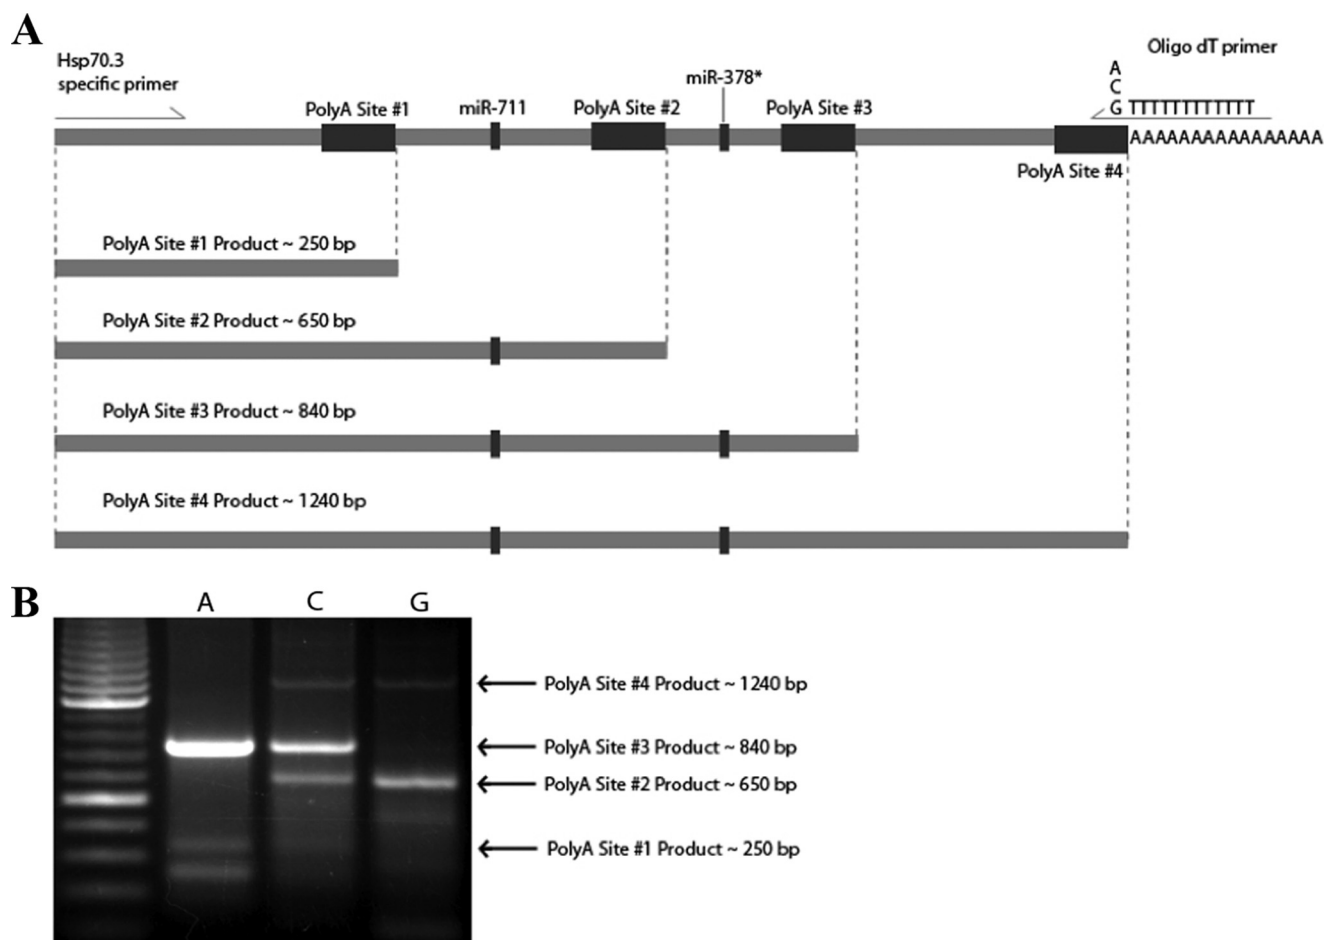 A
Hsp70.3
specific primer
PolyA Site #1
miR-711
PolyA Site #2
miR-378*
PolyA Site #3
Oligo dT primer
A
C
G TTTTTTTTTTTT
AAAAAAAAAAAAAAAA
PolyA Site #4
PolyA Site #1 Product ~ 250 bp
PolyA Site #2 Product ~ 650 bp
PolyA Site #3 Product ~ 840 bp
PolyA Site #4 Product ~ 1240 bp
B
A C G
PolyA Site #4 Product ~ 1240 bp
PolyA Site #3 Product ~ 840 bp
PolyA Site #2 Product ~ 650 bp
PolyA Site #1 Product ~ 250 bp